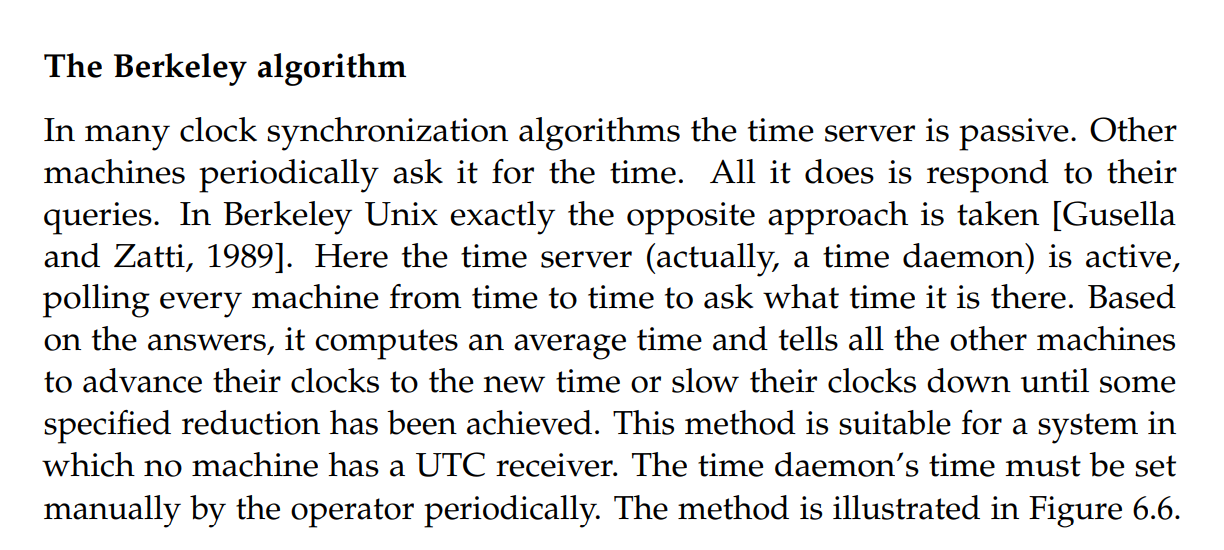 The Berkeley algorithm
In many clock synchronization algorithms the time server is passive. Other
machines periodically ask it for the time. All it does is respond to their
queries. In Berkeley Unix exactly the opposite approach is taken [Gusella
and Zatti, 1989]. Here the time server (actually, a time daemon) is active,
polling every machine from time to time to ask what time it is there. Based
on the answers, it computes an average time and tells all the other machines
to advance their clocks to the new time or slow their clocks down until some
specified reduction has been achieved. This method is suitable for a system in
which no machine has a UTC receiver. The time daemon’s time must be set
manually by the operator periodically. The method is illustrated in Figure 6.6.